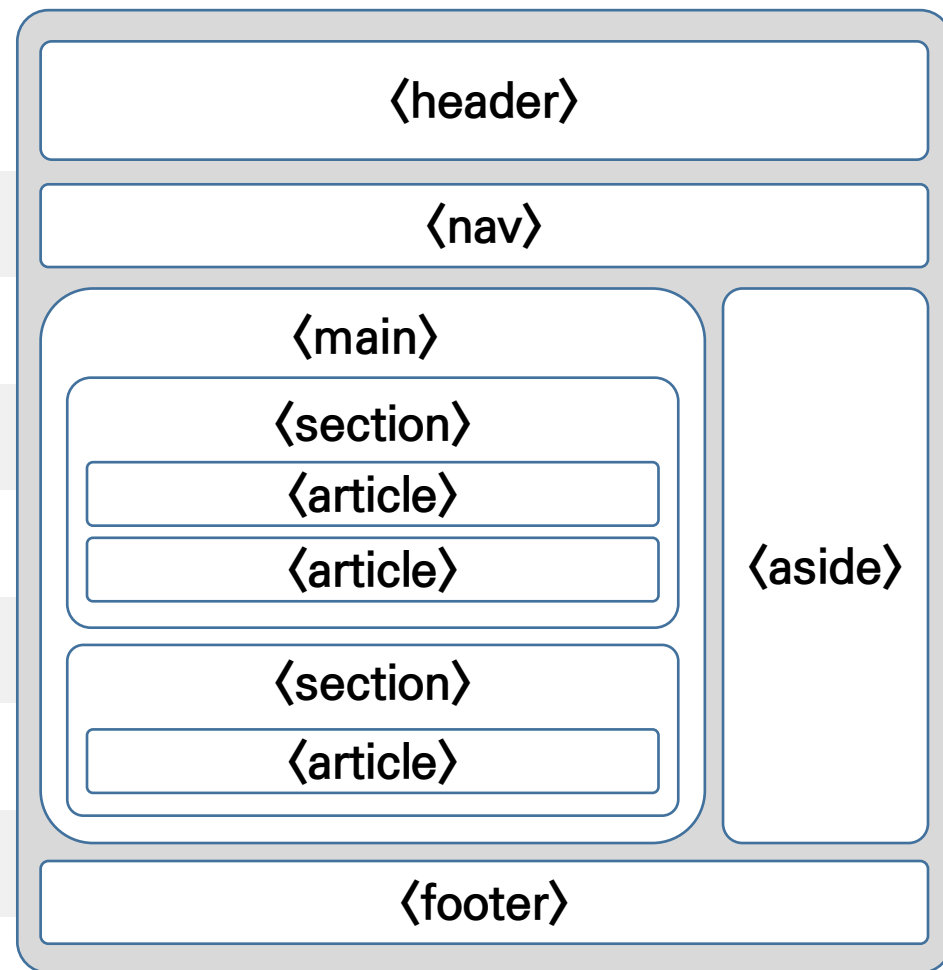 〈header〉
〈nav〉
〈main〉
〈section〉
〈article〉
〈article〉
〈aside〉
〈section〉
〈article〉
〈footer〉